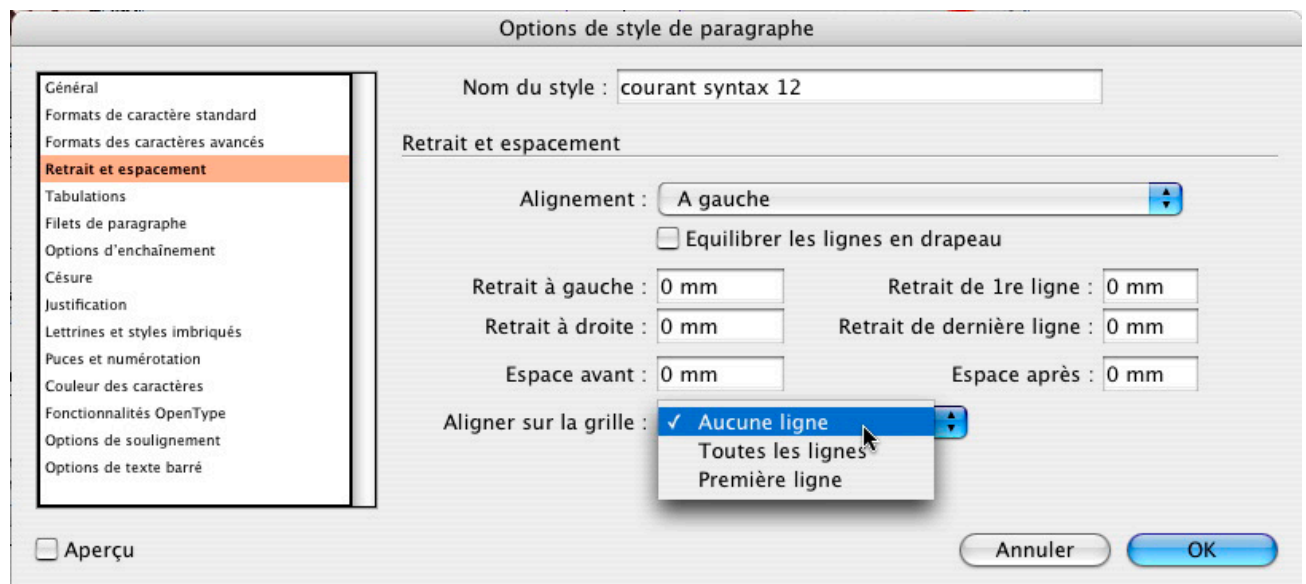 Options de style de paragraphe
Général
Formats de caractère standard
Formats des caractères avancés
Retrait et espacement
Tabulations
Filets de paragraphe
Options d'enchaînement
Césure
Justification
Lettrines et styles imbriqués
Puces et numérotation
Couleur des caractères
Fonctionnalités OpenType
Options de soulignement
Options de texte barré
Nom du style : courant syntax 12
Retrait et espacement
Alignement : A gauche
Equilibrer les lignes en drapeau
Retrait à gauche : 0 mm Retrait de 1re ligne : 0 mm
Retrait à droite : 0 mm Retrait de dernière ligne : 0 mm
Espace avant : 0 mm Espace après : 0 mm
Aligner sur la grille : ✓ Aucune ligne
Toutes les lignes
Première ligne
Aperçu Annuler OK